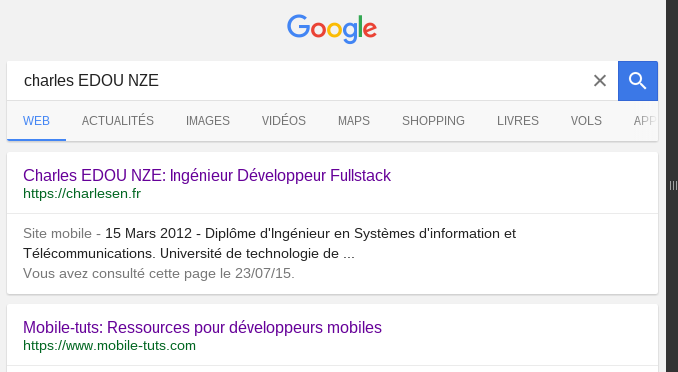 Google
charles EDOU NZE
WEB ACTUALITÉS IMAGES VIDÉOS MAPS SHOPPING LIVRES VOLS APP
Charles EDOU NZE: Ingénieur Développeur Fullstack
https://charlesen.fr
Site mobile - 15 Mars 2012 - Diplôme d'Ingénieur en Systèmes d'information et
Télécommunications. Université de technologie de ...
Vous avez consulté cette page le 23/07/15.
Mobile-tuts: Ressources pour développeurs mobiles
https://www.mobile-tuts.com